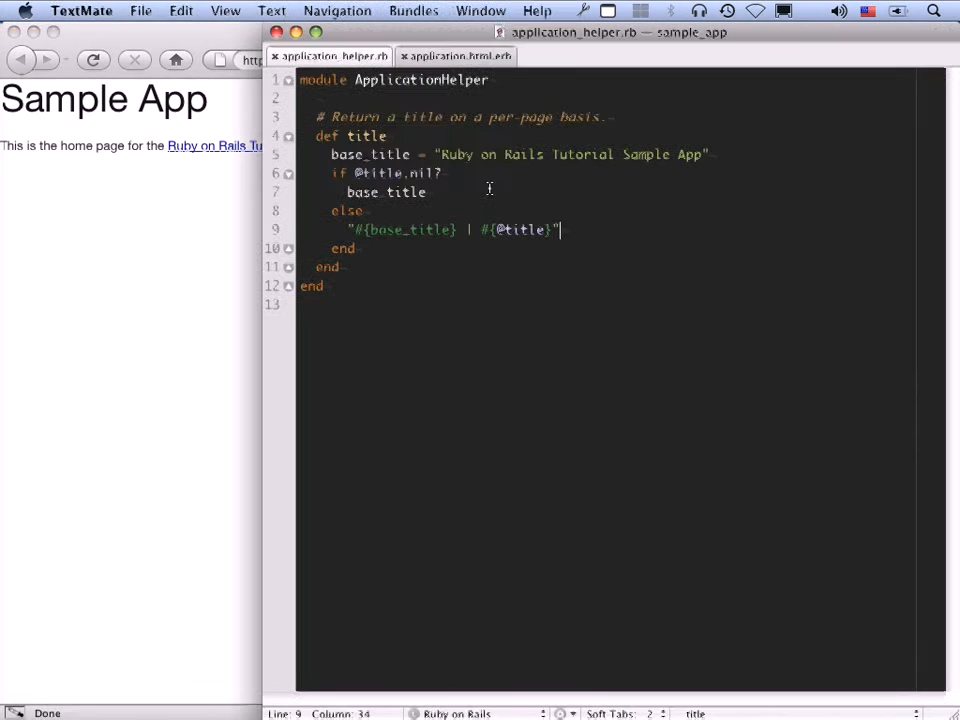 TextMate File Edit View Text Navigation Bundles Window Help
application_helper.rb — sample_app
application_helper.rb application.html.erb
http
Sample App
This is the home page for the Ruby on Rails Tu
1 module ApplicationHelper
2
3 # Return a title on a per-page basis.
4 def title
5 base_title = "Ruby on Rails Tutorial Sample App"
6 if @title.nil?
7 base_title
8 else
9 "#{base_title} | #{@title}"
10 end
11 end
12 end
13
Done
Line: 9 Column: 34 Ruby on Rails Soft Tabs: 2 title